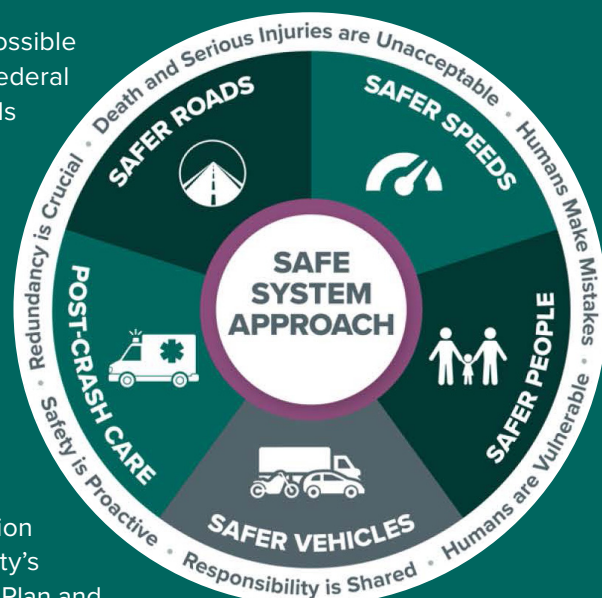 ossible
ederal
ls
Death and Serious Injuries are Unacceptable • Humans Make Mistakes • Humans are Vulnerable • Responsibility is Shared • Safety is Proactive • Redundancy is Crucial •
SAFER ROADS
SAFER SPEEDS
SAFER PEOPLE
SAFER VEHICLES
POST-CRASH CARE
SAFE
SYSTEM
APPROACH
ion
ty's
Plan and